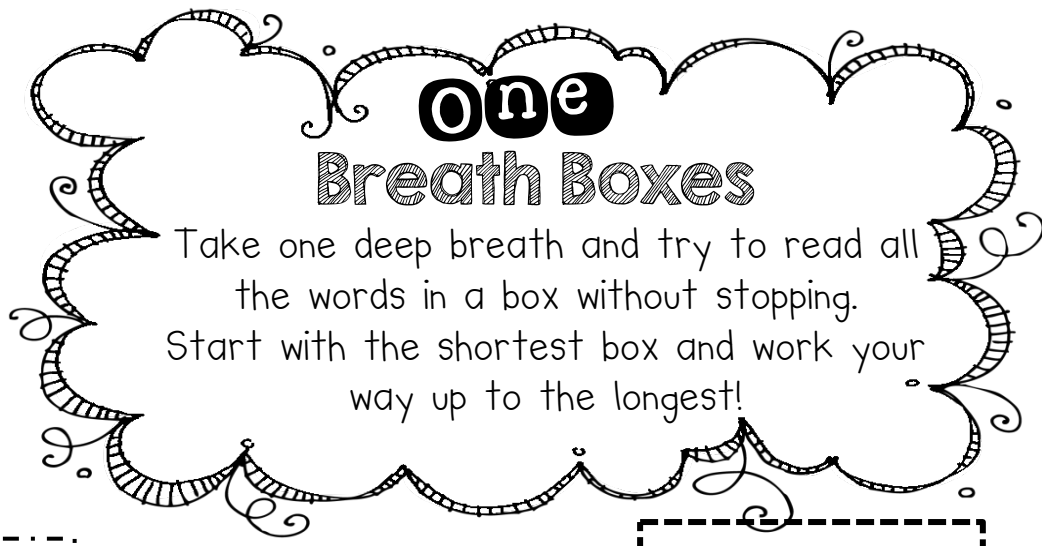 One
Breath Boxes
Take one deep breath and try to read all
the words in a box without stopping.
Start with the shortest box and work your
way up to the longest!